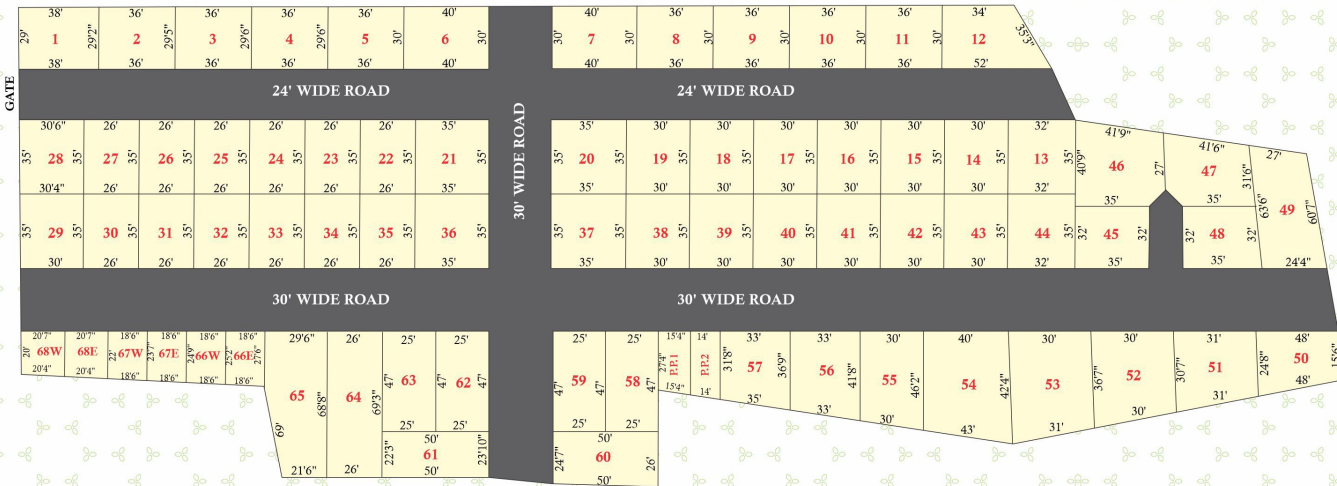 38' 36' 36' 36' 36' 40' 40' 36' 36' 36' 36' 34'
29' 1 29'2" 2 29'5" 3 29'6" 4 29'6" 5 30' 6 30' 30' 7 30' 8 30' 9 30' 10 30' 11 30' 12 35'3"
38' 36' 36' 36' 36' 40' 40' 36' 36' 36' 36' 52'
GATE
24' WIDE ROAD 24' WIDE ROAD
30' WIDE ROAD
30'6" 26' 26' 26' 26' 26' 26' 35' 35' 30' 30' 30' 30' 30' 30' 32' 41'9" 41'6" 27'
35' 28 35' 27 35' 26 35' 25 35' 24 35' 23 35' 22 35' 21 35' 35' 20 35' 19 35' 18 35' 17 35' 16 35' 15 35' 14 35' 13 35' 40'9" 46 27' 47 31'6"
30'4" 26' 26' 26' 26' 26' 26' 35' 35' 30' 30' 30' 30' 30' 30' 32' 35' 35'
63'6" 49 60'7"
35' 29 35' 30 35' 31 35' 32 35' 33 35' 34 35' 35 35' 36 35' 35' 37 35' 38 35' 39 35' 40 35' 41 35' 42 35' 43 35' 44 35' 32' 45 32' 32' 48 32'
30' 26' 26' 26' 26' 26' 26' 35' 35' 30' 30' 30' 30' 30' 30' 32' 35' 35' 24'4"
30' WIDE ROAD 30' WIDE ROAD
20'7" 20'7" 18'6" 18'6" 18'6" 18'6" 29'6" 26' 25' 25' 25' 25' 15'4" 14' 33' 33' 30' 40' 30' 30' 31' 48'
20' 68W 68E 22' 67W 23'7" 67E 24'9" 66W 25'2" 66E 27'6"
20'4" 20'4" 18'6" 18'6" 18'6" 18'6"
69' 65 68'8" 64 69'3" 47' 63 47' 62 47' 47' 59 47' 58 47' 27'4" P.P.1 P.P.2 31'8" 57 36'9" 56 41'8" 55 46'2" 54 42'4" 53 36'7" 52 30'7" 51 24'8" 50 15'6"
15'4" 14' 35' 33' 30' 43' 31' 30' 31' 48'
25' 25' 25' 25'
50' 50'
22'3" 61 23'10" 24'7" 60 26'
21'6" 26' 50' 50'